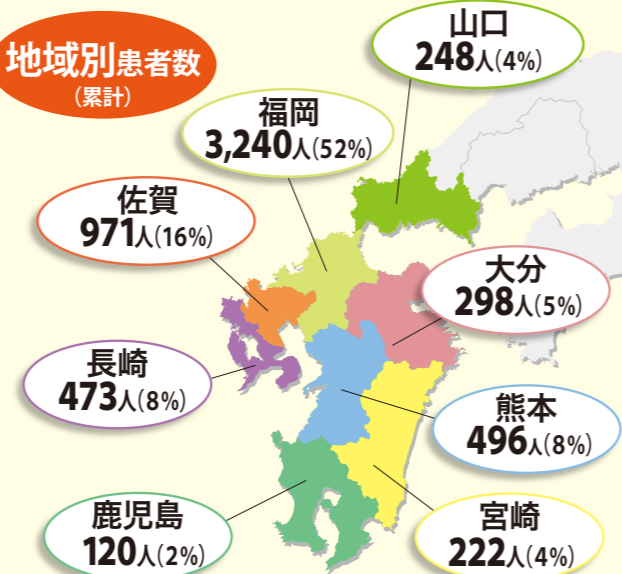 地域別患者数
(累計)
山口
248人(4%)
福岡
3,240人(52%)
佐賀
971人(16%)
大分
298人(5%)
長崎
473人(8%)
熊本
496人(8%)
鹿児島
120人(2%)
宮崎
222人(4%)